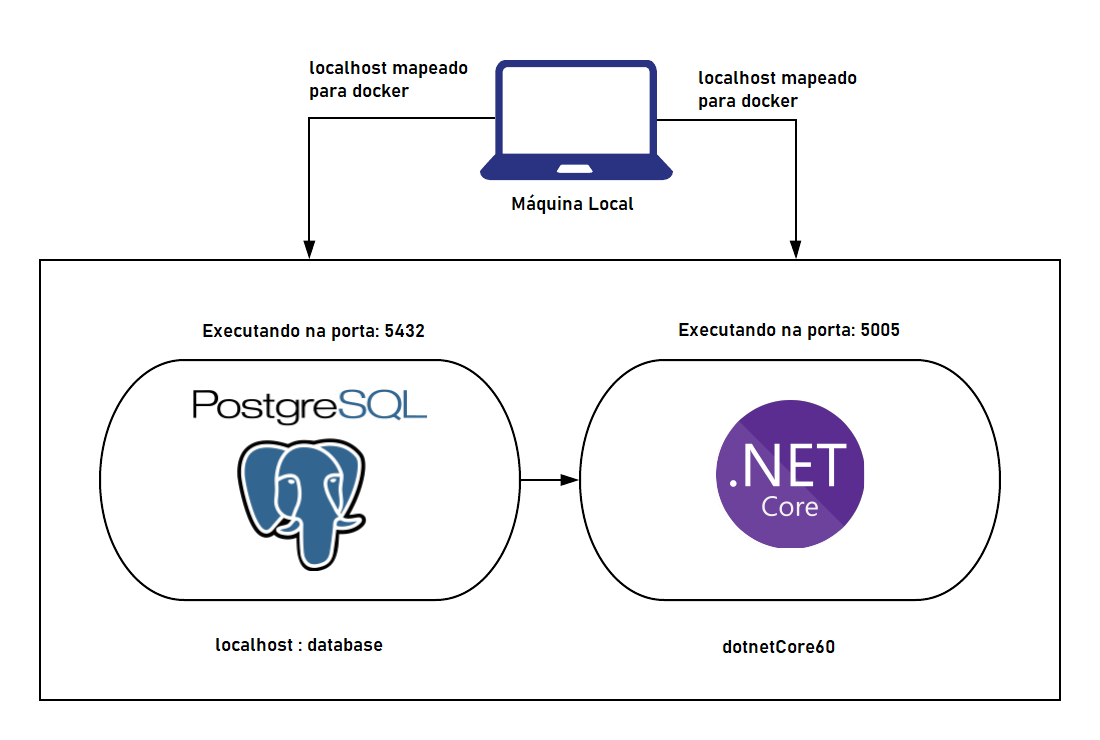 localhost mapeado
para docker
localhost mapeado
para docker
Máquina Local
Executando na porta: 5432
Executando na porta: 5005
PostgreSQL
.NET
Core
localhost : database
dotnetCore60